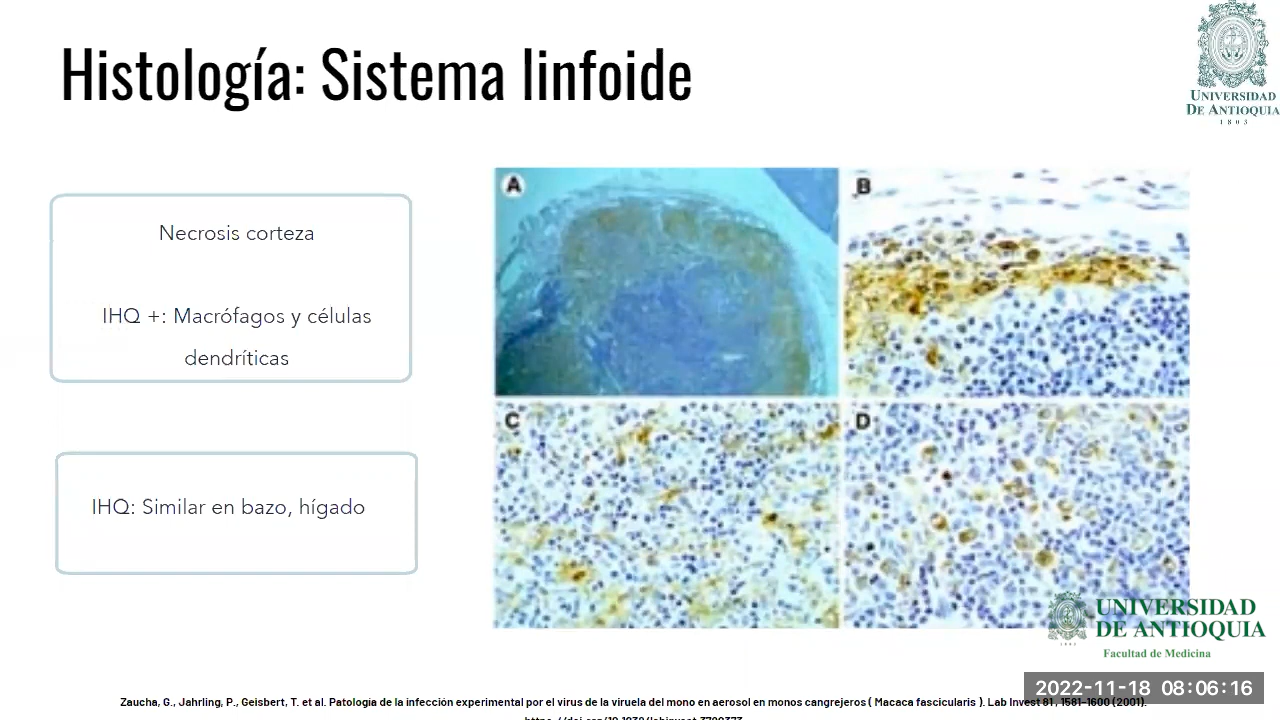 Histología: Sistema linfoide
UNIVERSIDAD
DE ANTIOQUIA
1803
Necrosis corteza
IHQ +: Macrófagos y células
dendríticas
IHQ: Similar en bazo, hígado
A
B
C
D
UNIVERSIDAD
DE ANTIOQUIA
1803
Facultad de Medicina
2022-11-18 08:06:16
Zaucha, G., Jahrling, P., Geisbert, T. et al. Patología de la infección experimental por el virus de la viruela del mono en aerosol en monos cangrejeros ( Macaca fascicularis ). Lab Invest 81 , 1581–1600 (2001).